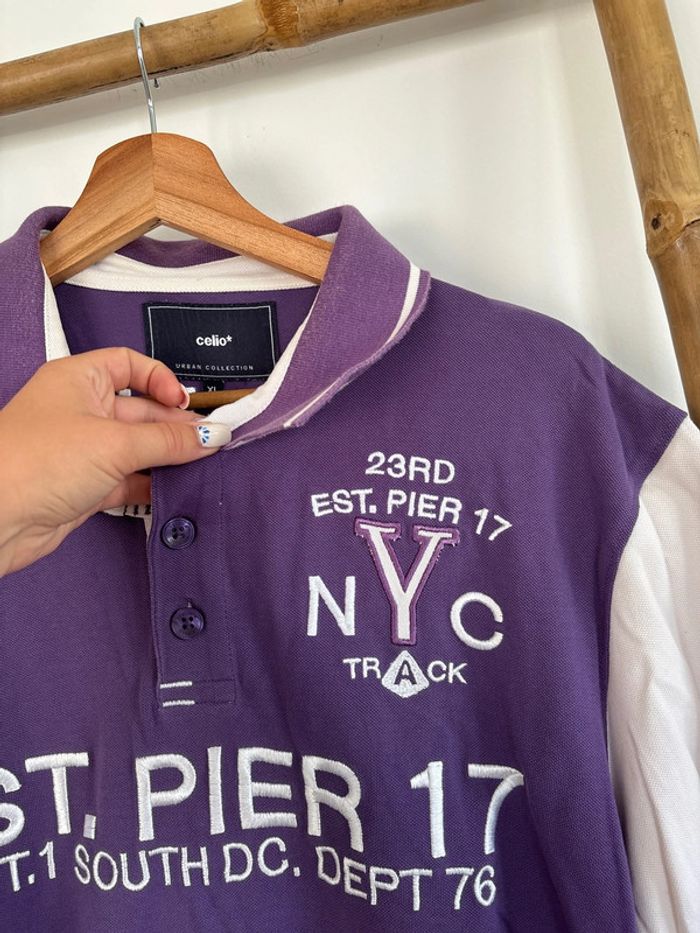 celio*
URBAN COLLECTION
XL
23RD
EST. PIER 17
NYC
TRACK
ST. PIER 17
T.1 SOUTH DC. DEPT 76